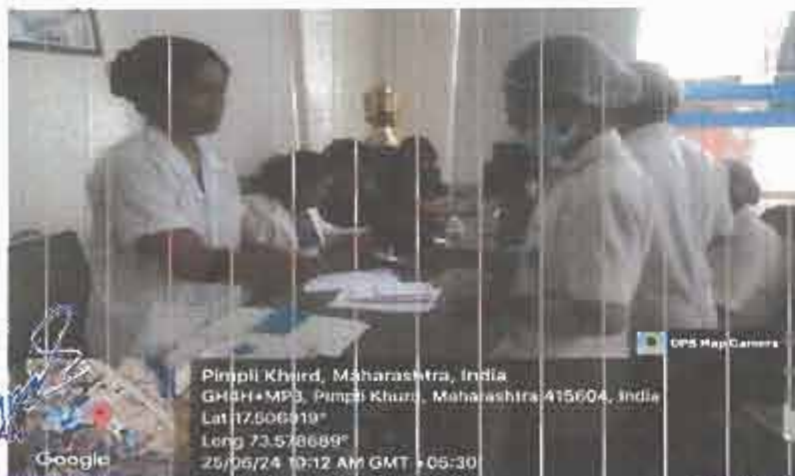 GPS Map Camera
Pimpli Khurd, Maharashtra, India
GH4H+MP3, Pimpli Khurd, Maharashtra 415604, India
Lat 17.506919°
Long 73.578689°
25/06/24 10:12 AM GMT +05:30
Google